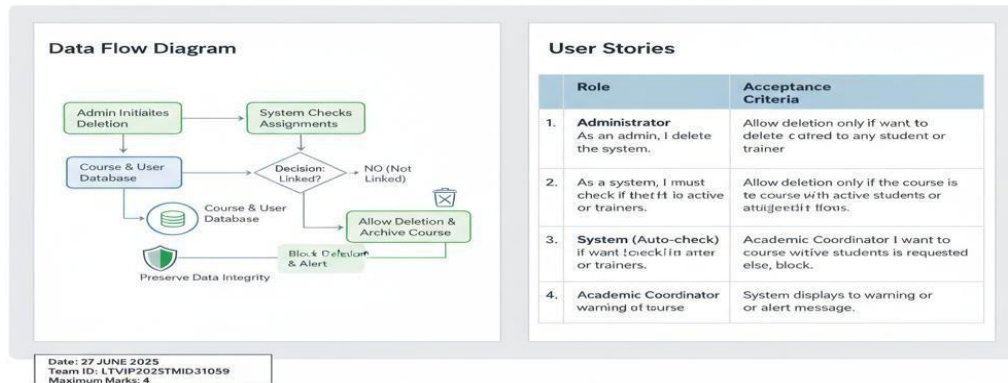 Data Flow Diagram
Admin Initiaites
Deletion
System Checks
Assignments
Course & User
Database
Decision:
Linked?
NO (Not
Linked)
Course & User
Database
Allow Deletion &
Archive Course
Block
& Alert
Preserve Data Integrity
User Stories
Role
Acceptance
Criteria
1.
Administrator
As an admin, I delete
the system.
Allow deletion only if want to
delete to any student or
trainer
2.
As a system, I must
check if active
or trainers.
Allow deletion only if the course is
te course with active students or
3.
System (Auto-check)
if want
or trainers.
Academic Coordinator I want to
course witive students is requested
else, block.
4.
Academic Coordinator
warning of
System displays to warning or
or alert message.
Date: 27 JUNE 2025
Team ID: LTVIP2025TMID31059
Maximum Marks: 4